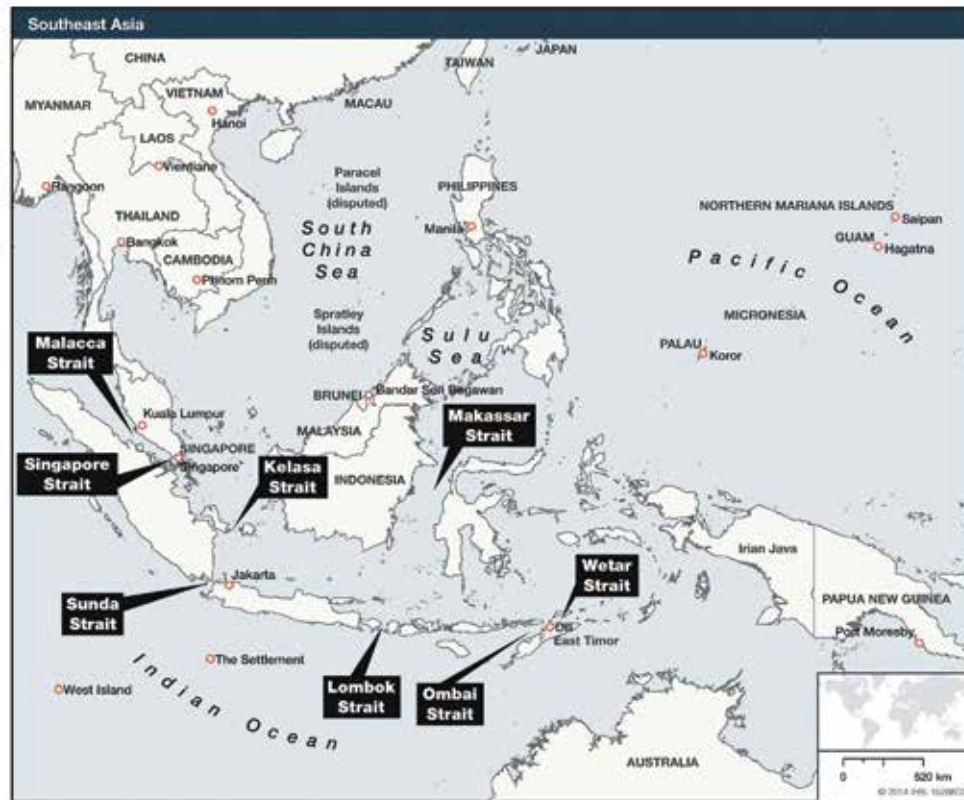 Southeast Asia
CHINA
TAIWAN
JAPAN
MYANMAR
VIETNAM
MACAU
Hanoi
LAOS
Vientiane
Paracel
Islands
(disputed)
PHILIPPINES
Rangoon
NORTHERN MARIANA ISLANDS
Saipan
THAILAND
South
China
Sea
Manila
GUAM
Hagatna
Bangkok
CAMBODIA
Pacific Ocean
Phnom Penh
Spratley
Islands
(disputed)
MICRONESIA
Sulu
Sea
PALAU
Koror
Malacca
Strait
BRUNEI
Bandar Seri Begawan
Kuala Lumpur
MALAYSIA
Makassar
Strait
SINGAPORE
Singapore
Singapore
Strait
Kelasa
Strait
INDONESIA
Irian Java
Wetar
Strait
Jakarta
Sunda
Strait
PAPUA NEW GUINEA
Dili
East Timor
Port Moresby
The Settlement
West Island
Indian Ocean
Lombok
Strait
Ombai
Strait
AUSTRALIA
0 520 km
© 2014 IHS